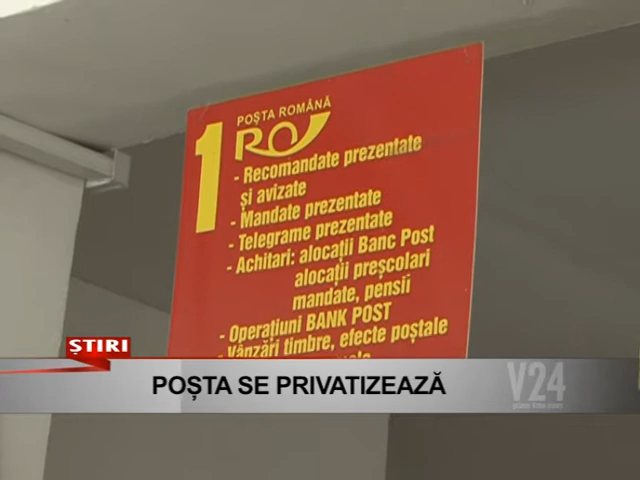 POȘTA ROMÂNĂ
1
- Recomandate prezentate
și avizate
- Mandate prezentate
- Telegrame prezentate
- Achitari: alocații Banc Post
alocații preșcolari
mandate, pensii
- Operațiuni BANK POST
- Vânzări timbre, efecte poștale
ȘTIRI
POȘTA SE PRIVATIZEAZĂ
V24